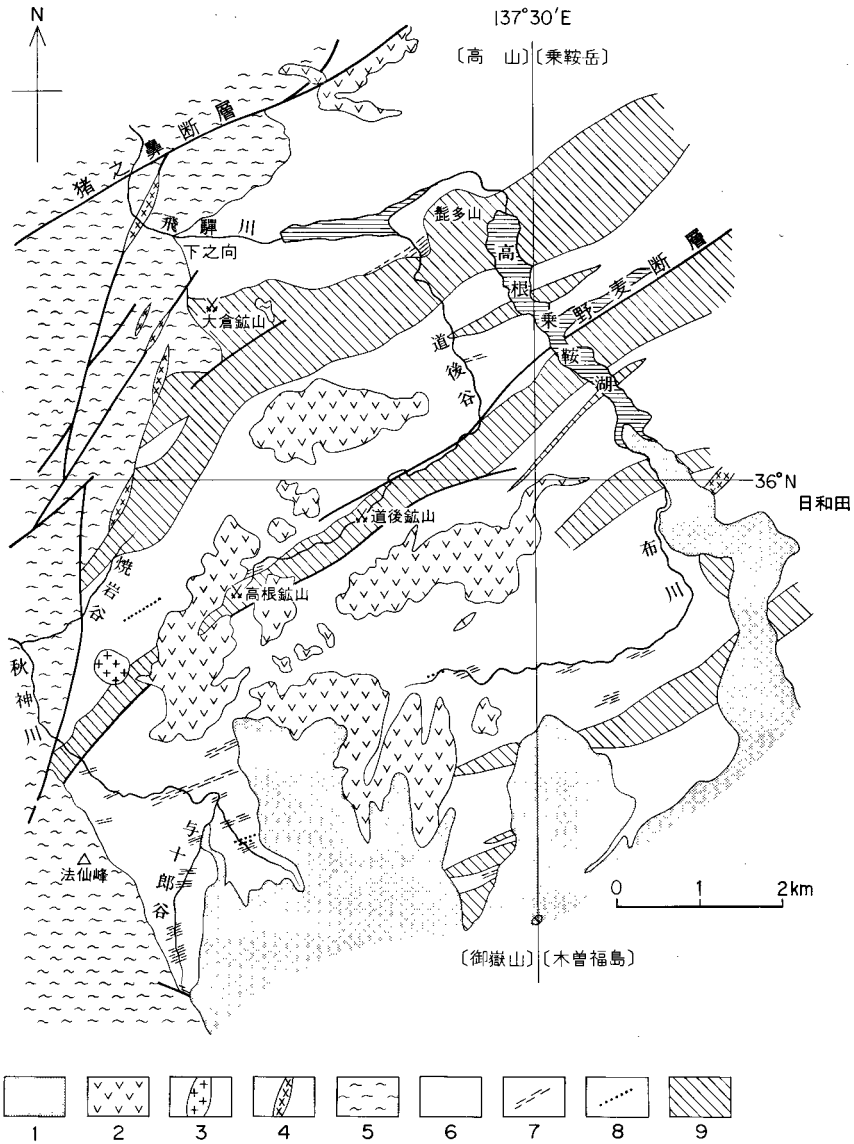 N
137°30′E
〔高 山〕〔乗鞍岳〕
猪之鼻断層
飛驒川
下之向
髭多山
高根乗鞍湖
野麦断層
大倉鉱山
道後谷
36°N
日和田
道後鉱山
焼岩谷
高根鉱山
布川
秋神川
与十郎谷
法仙峰
0 1 2km
〔御嶽山〕〔木曽福島〕
1 2 3 4 5 6 7 8 9